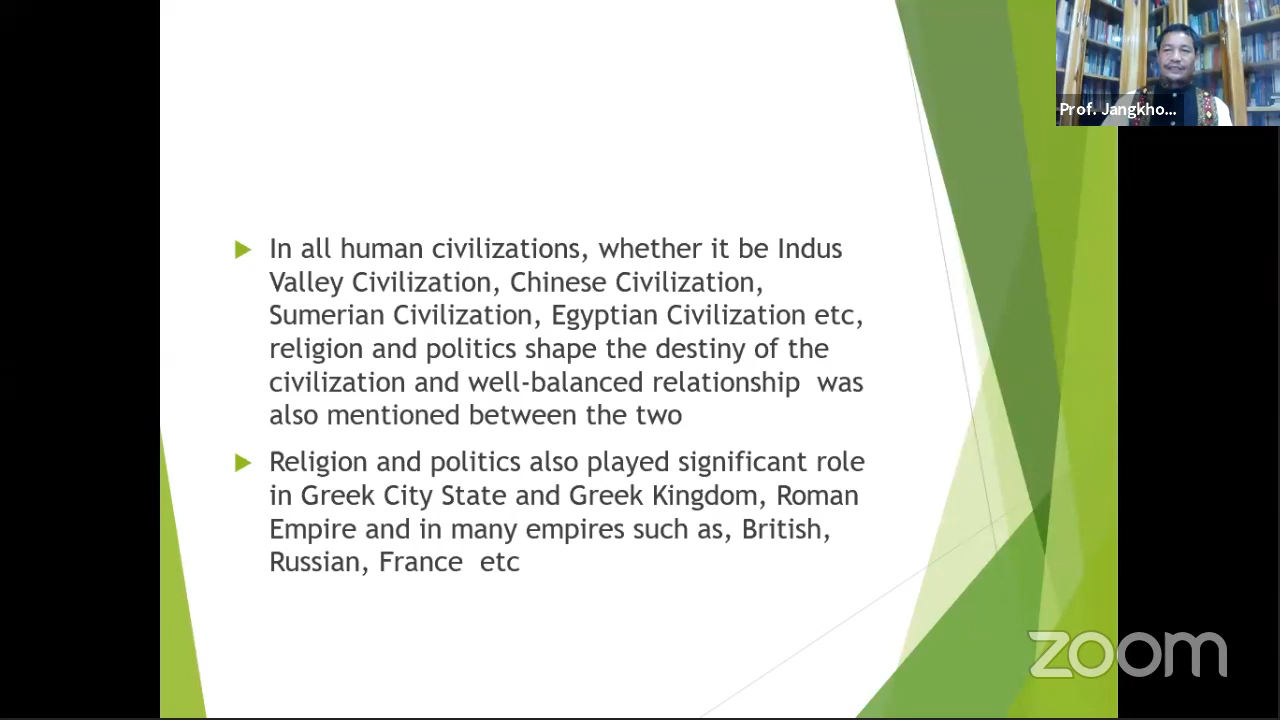 Prof. Jangkho...
In all human civilizations, whether it be Indus
Valley Civilization, Chinese Civilization,
Sumerian Civilization, Egyptian Civilization etc,
religion and politics shape the destiny of the
civilization and well-balanced relationship  was
also mentioned between the two
Religion and politics also played significant role
in Greek City State and Greek Kingdom, Roman
Empire and in many empires such as, British,
Russian, France  etc
zoom